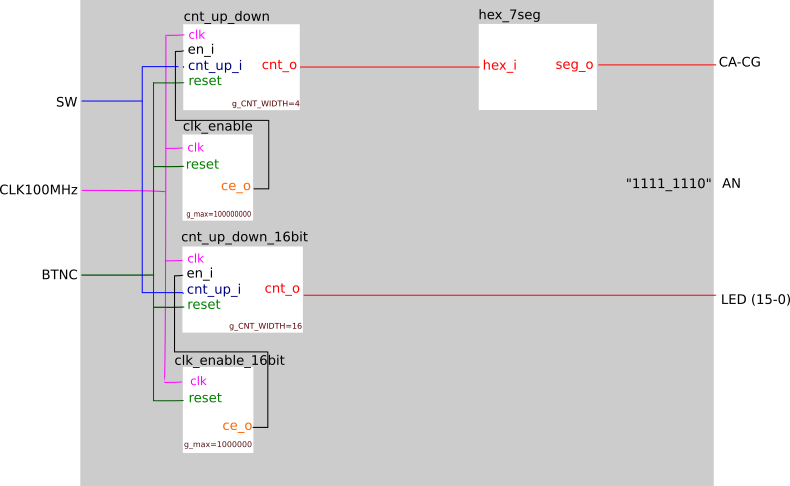 cnt_up_down
clk
en_i
cnt_up_i
cnt_o
reset
g_CNT_WIDTH=4
hex_7seg
hex_i
seg_o
CA-CG
SW
clk_enable
clk
reset
ce_o
g_max=100000000
CLK100MHz
"1111_1110"
AN
cnt_up_down_16bit
clk
en_i
cnt_up_i
cnt_o
reset
g_CNT_WIDTH=16
BTNC
LED (15-0)
clk_enable_16bit
clk
reset
ce_o
g_max=1000000